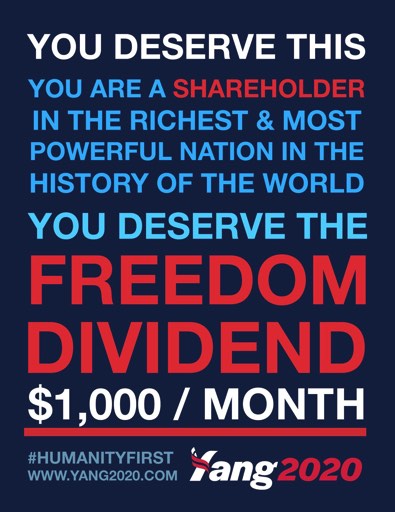 YOU DESERVE THIS
YOU ARE A SHAREHOLDER
IN THE RICHEST & MOST
POWERFUL NATION IN THE
HISTORY OF THE WORLD
YOU DESERVE THE
FREEDOM
DIVIDEND
$1,000 / MONTH
#HUMANITYFIRST
WWW.YANG2020.COM
Yang2020